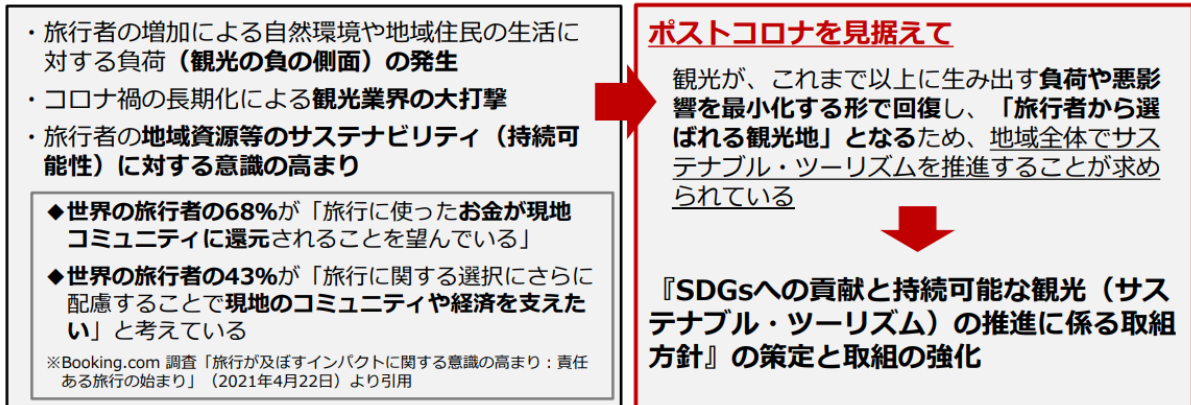 ・旅行者の増加による自然環境や地域住民の生活に
対する負荷（観光の負の側面）の発生
・コロナ禍の長期化による観光業界の大打撃
・旅行者の地域資源等のサステナビリティ（持続可
能性）に対する意識の高まり
◆世界の旅行者の68%が「旅行に使ったお金が現地
コミュニティに還元されることを望んでいる」
◆世界の旅行者の43%が「旅行に関する選択にさらに
配慮することで現地のコミュニティや経済を支えた
い」と考えている
※Booking.com 調査「旅行が及ぼすインパクトに関する意識の高まり：責任
ある旅行の始まり」（2021年4月22日）より引用
ポストコロナを見据えて
観光が、これまで以上に生み出す負荷や悪影
響を最小化する形で回復し、「旅行者から選
ばれる観光地」となるため、地域全体でサス
テナブル・ツーリズムを推進することが求め
られている
『SDGsへの貢献と持続可能な観光（サス
テナブル・ツーリズム）の推進に係る取組
方針』の策定と取組の強化